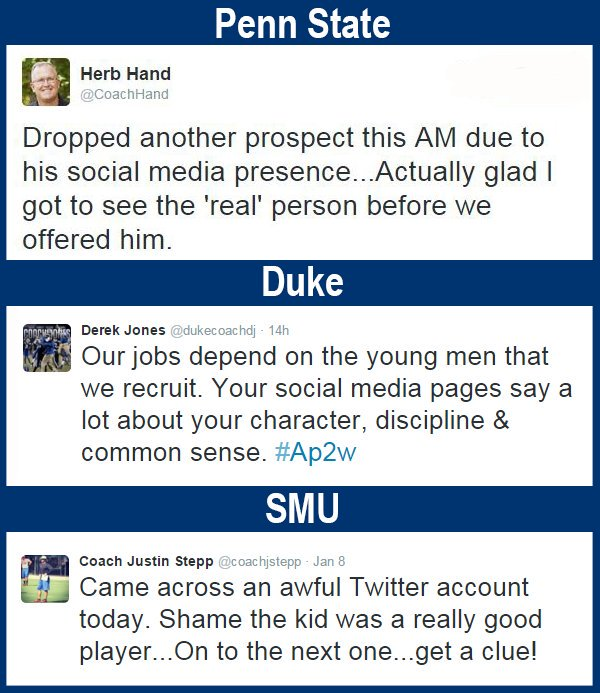 Penn State
Herb Hand
@CoachHand
Dropped another prospect this AM due to
his social media presence...Actually glad I
got to see the 'real' person before we
offered him.
Duke
Derek Jones @dukecoachdj · 14h
Our jobs depend on the young men that
we recruit. Your social media pages say a
lot about your character, discipline &
common sense. #Ap2w
SMU
Coach Justin Stepp @coachjstepp · Jan 8
Came across an awful Twitter account
today. Shame the kid was a really good
player...On to the next one...get a clue!